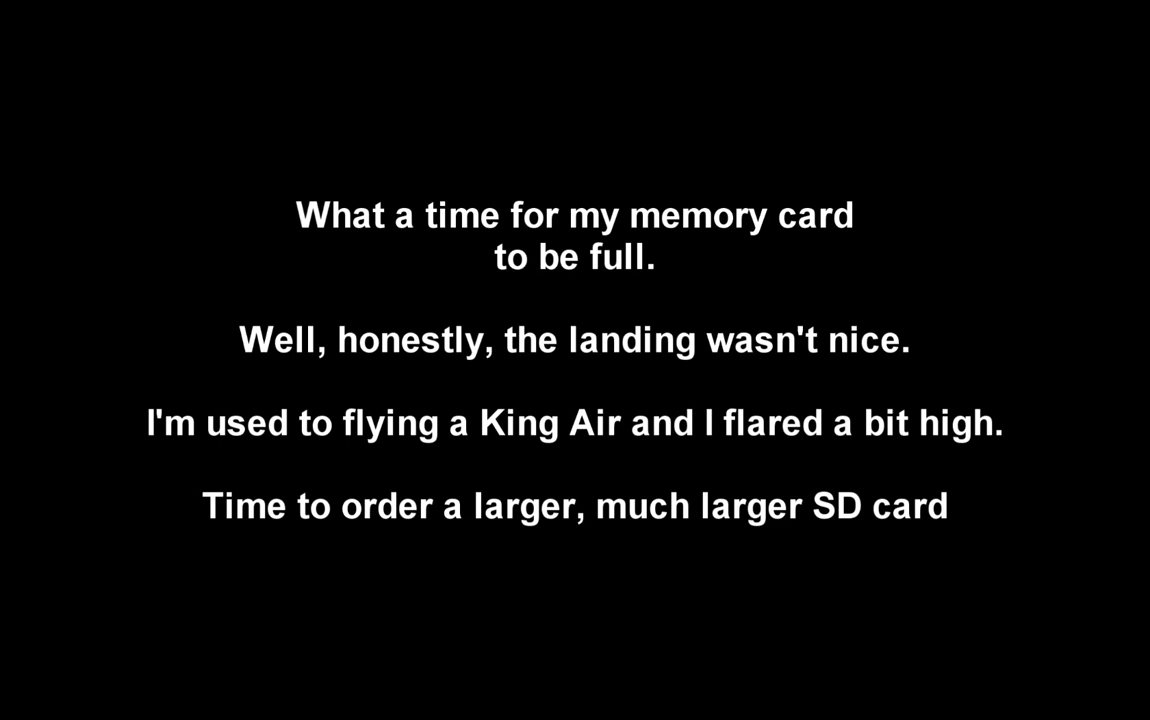 What a time for my memory card
to be full.
Well, honestly, the landing wasn't nice.
I'm used to flying a King Air and I flared a bit high.
Time to order a larger, much larger SD card